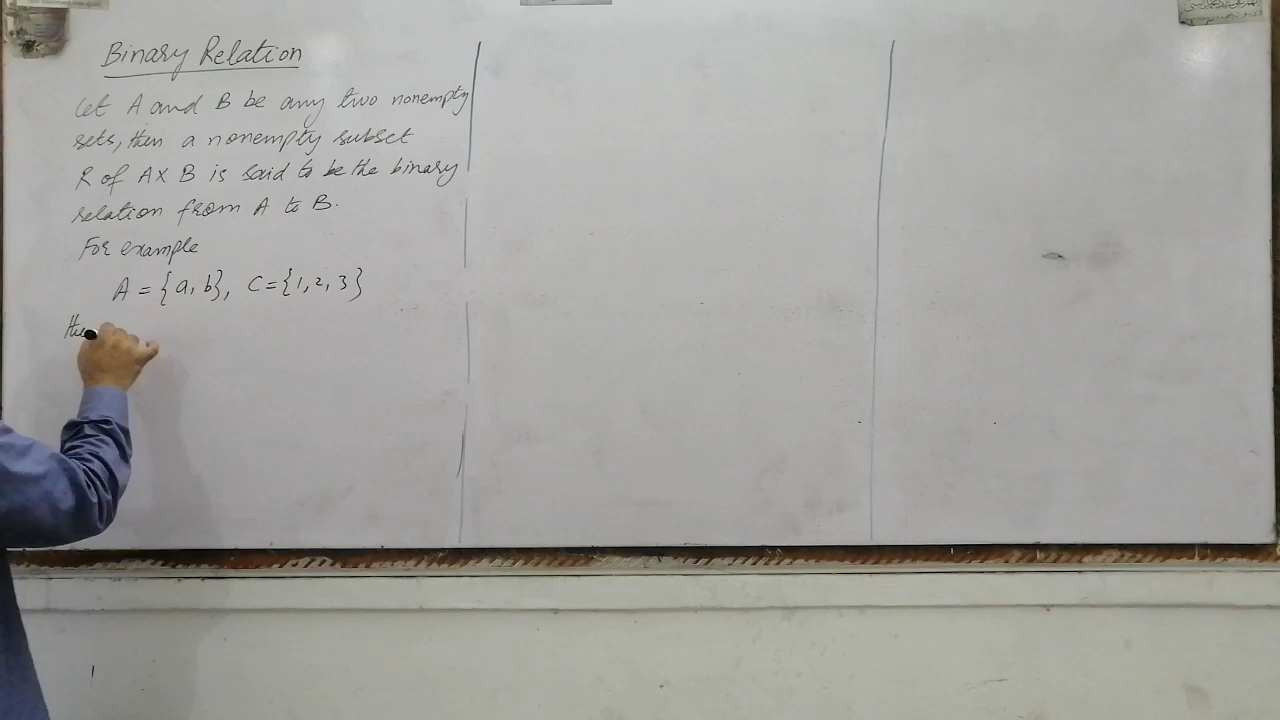 Binary Relation
Let A and B be any two nonempty
sets, then a nonempty subset
R of A X B is said to be the binary
relation from A to B.
For example
A = {a, b}, C={1, 2, 3}
the